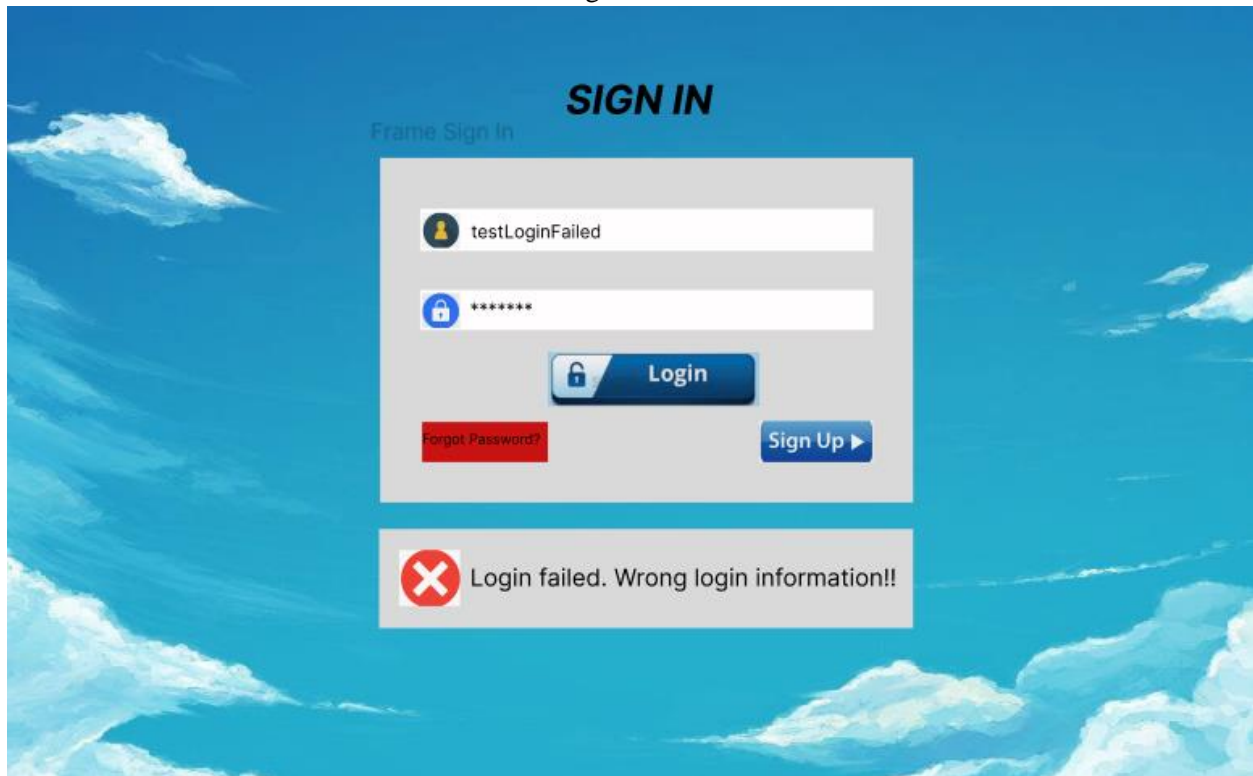 SIGN IN
Frame Sign In
testLoginFailed
*******
Login
Forgot Password?
Sign Up
Login failed. Wrong login information!!